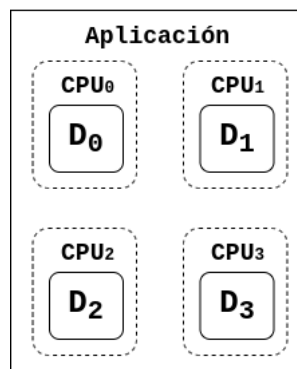 Aplicación
CPU0 CPU1
D0 D1
CPU2 CPU3
D2 D3